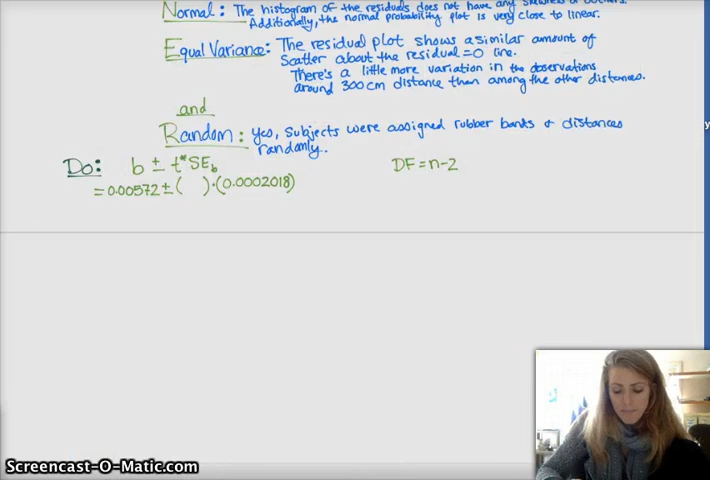 Normal: The histogram of the residuals does not have any skewness or outliers.
Additionally, the normal probability plot is very close to linear.
Equal Variance: The residual plot shows a similar amount of
Scatter about the residual =0 line.
There's a little more variation in the observations
around 300cm distance than among the other distances.
and
Random: yes, Subjects were assigned rubber bands & distances
randomly.
Do: b ± t*SE_b
DF = n-2
= 0.00572 ± ( ) · (0.0002018)
Screencast-O-Matic.com